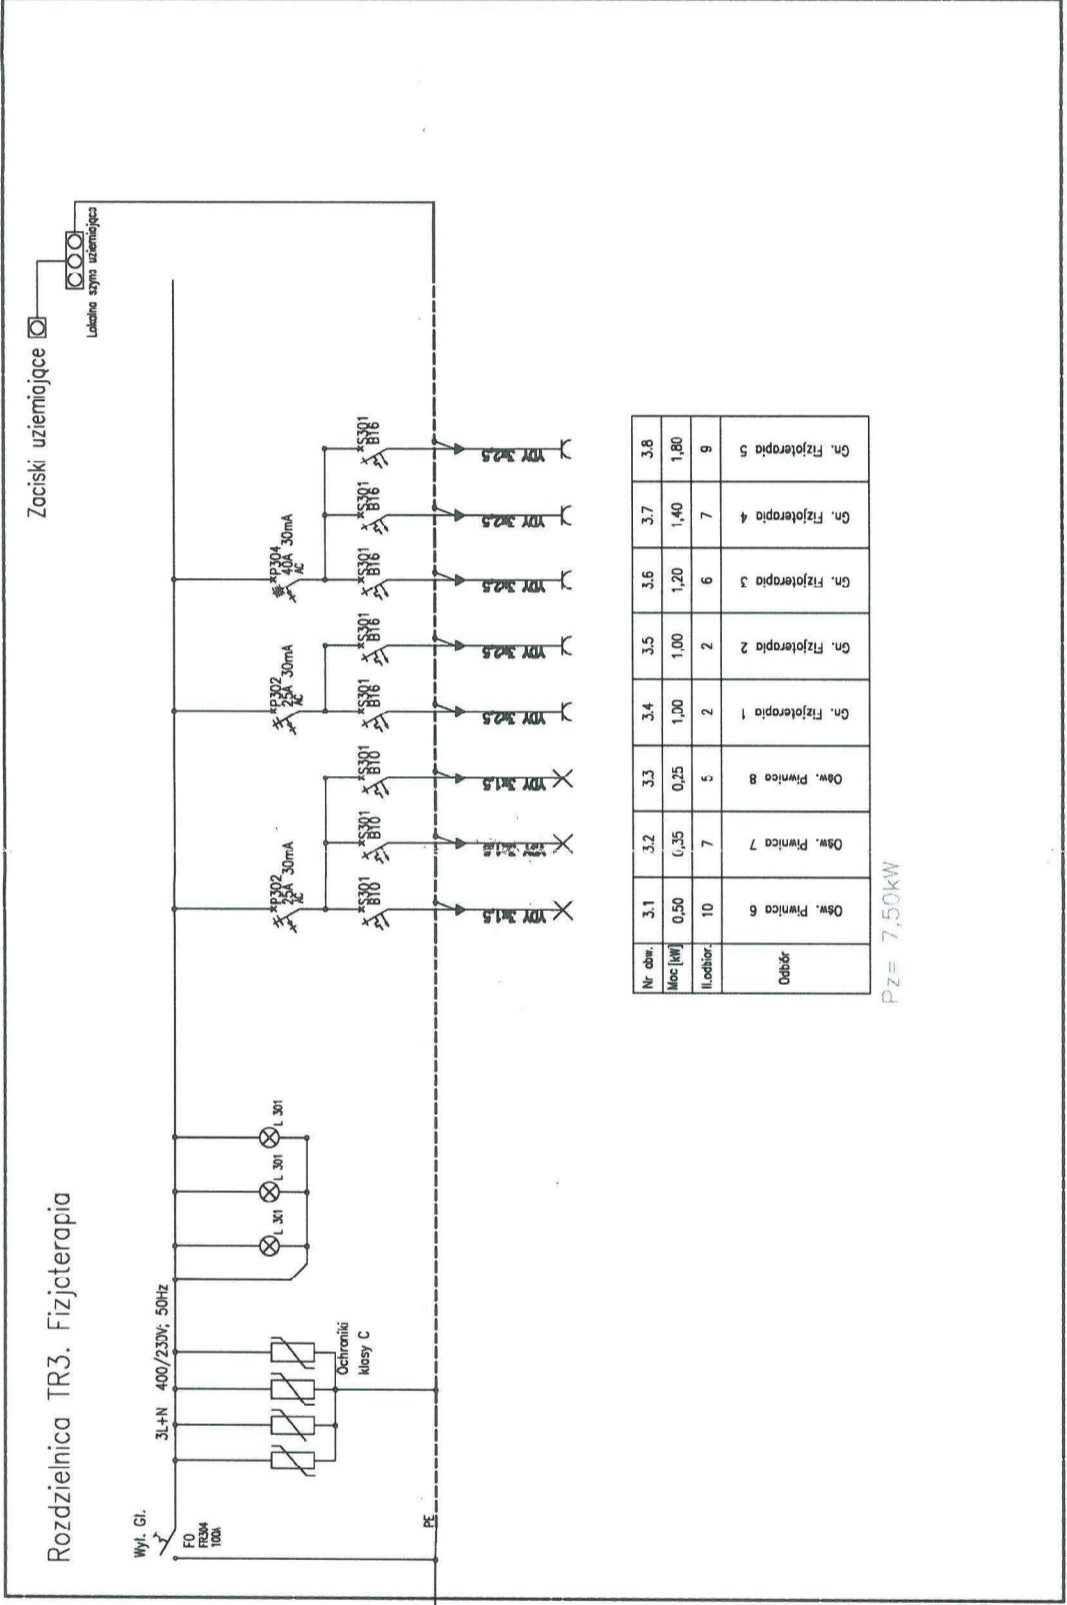 Rozdzielnica TR3. Fizjoterapia
Zaciski uziemiające
Lokalna szyna uziemiająca
Wył. Gł.
F0
FR304
100A
3L+N 400/230V; 50Hz
PE
Ochroniki
klasy C
L 301
L 301
L 301
P302
25A 30mA
AC
P302
25A 30mA
AC
P304
40A 30mA
AC
S301
B10
S301
B10
S301
B10
S301
B16
S301
B16
S301
B16
S301
B16
S301
B16
YDY 3x1,5
YDY 3x1,5
YDY 3x2,5
YDY 3x2,5
YDY 3x2,5
YDY 3x2,5
YDY 3x2,5
Nr obw. 3.1 3.2 3.3 3.4 3.5 3.6 3.7 3.8
Moc [kW] 0,50 0,35 0,25 1,00 1,00 1,20 1,40 1,80
Il.odbior. 10 7 5 2 2 6 7 9
Odbiór
Ośw. Piwnica 6
Ośw. Piwnica 7
Ośw. Piwnica 8
Gn. Fizjoterapia 1
Gn. Fizjoterapia 2
Gn. Fizjoterapia 3
Gn. Fizjoterapia 4
Gn. Fizjoterapia 5
Pz= 7,50kW